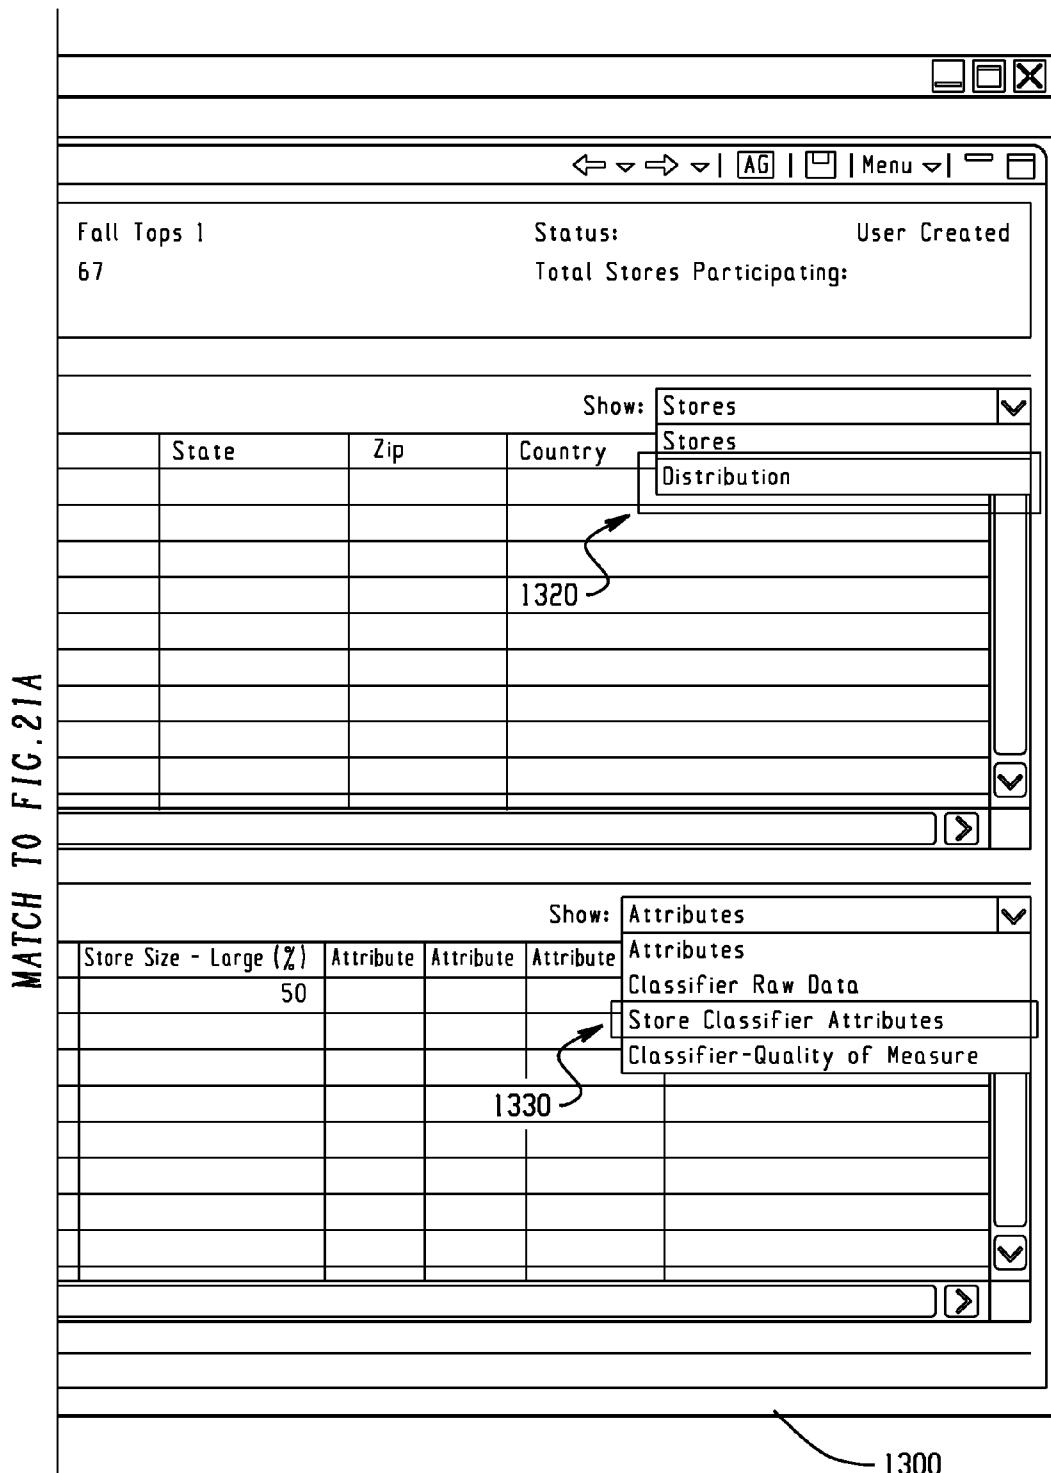 AG Menu
Fall Tops 1 Status: User Created
67 Total Stores Participating:
Show: Stores
Stores
State Zip Country
Distribution
1320
MATCH TO FIG.21A
Show: Attributes
Attributes
Store Size - Large (%) Attribute Attribute Attribute
Classifier Raw Data
50
Store Classifier Attributes
Classifier-Quality of Measure
1330
1300